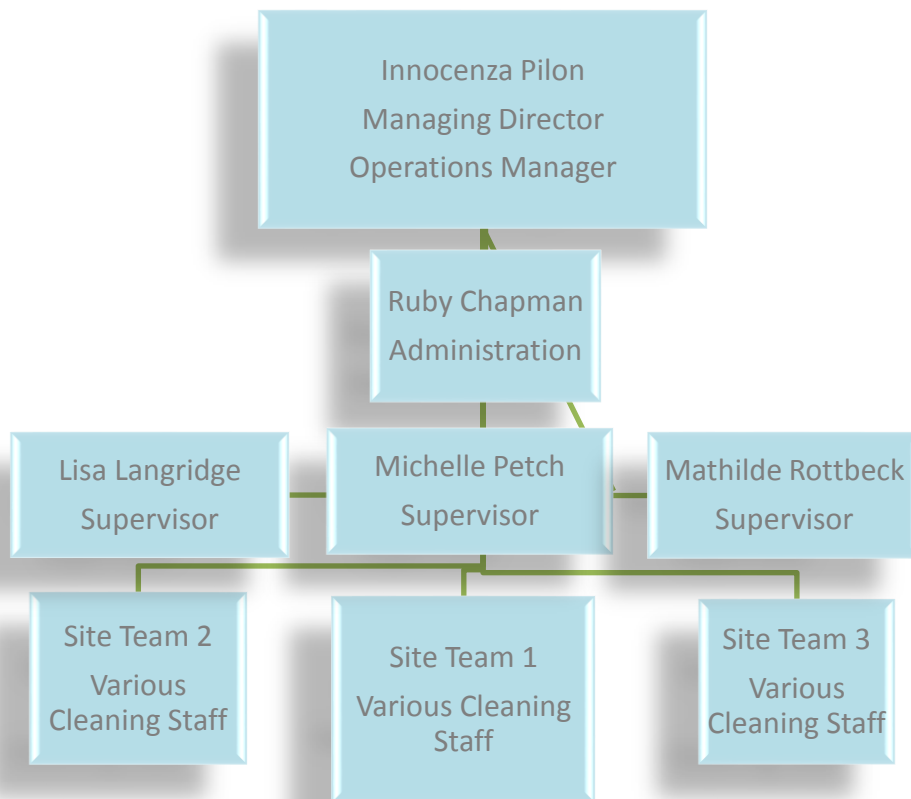 Innocenza Pilon
Managing Director
Operations Manager
Ruby Chapman
Administration
Lisa Langridge
Supervisor
Michelle Petch
Supervisor
Mathilde Rottbeck
Supervisor
Site Team 2
Various
Cleaning Staff
Site Team 1
Various Cleaning
Staff
Site Team 3
Various
Cleaning Staff